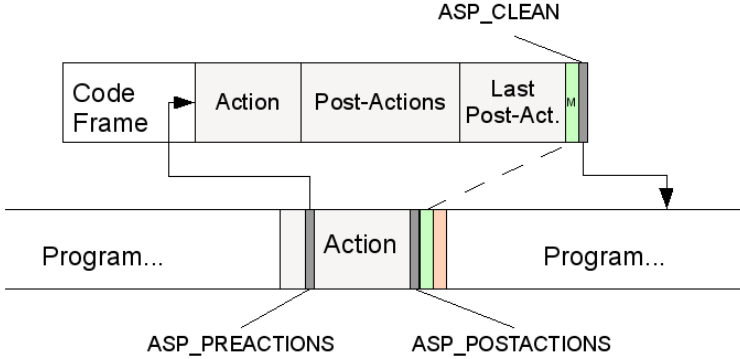 ASP_CLEAN
Code
Frame
Action
Post-Actions
Last
Post-Act.
M
Program...
Action
Program...
ASP_PREACTIONS
ASP_POSTACTIONS